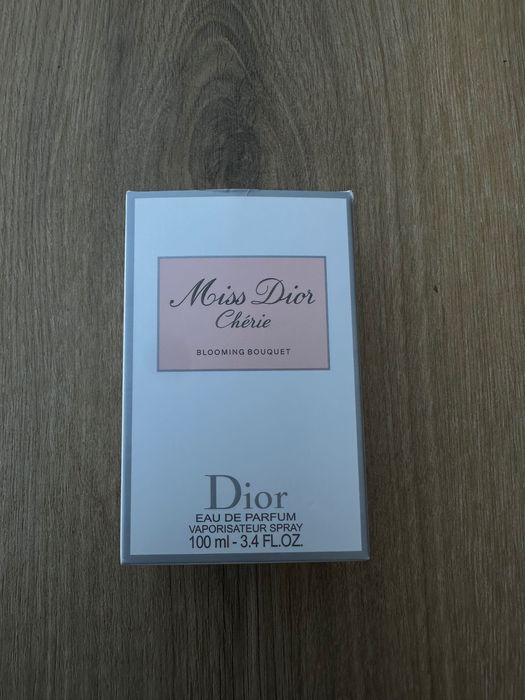 Miss Dior
Chérie
BLOOMING BOUQUET
Dior
EAU DE PARFUM
VAPORISATEUR SPRAY
100 ml - 3.4 FL.OZ.